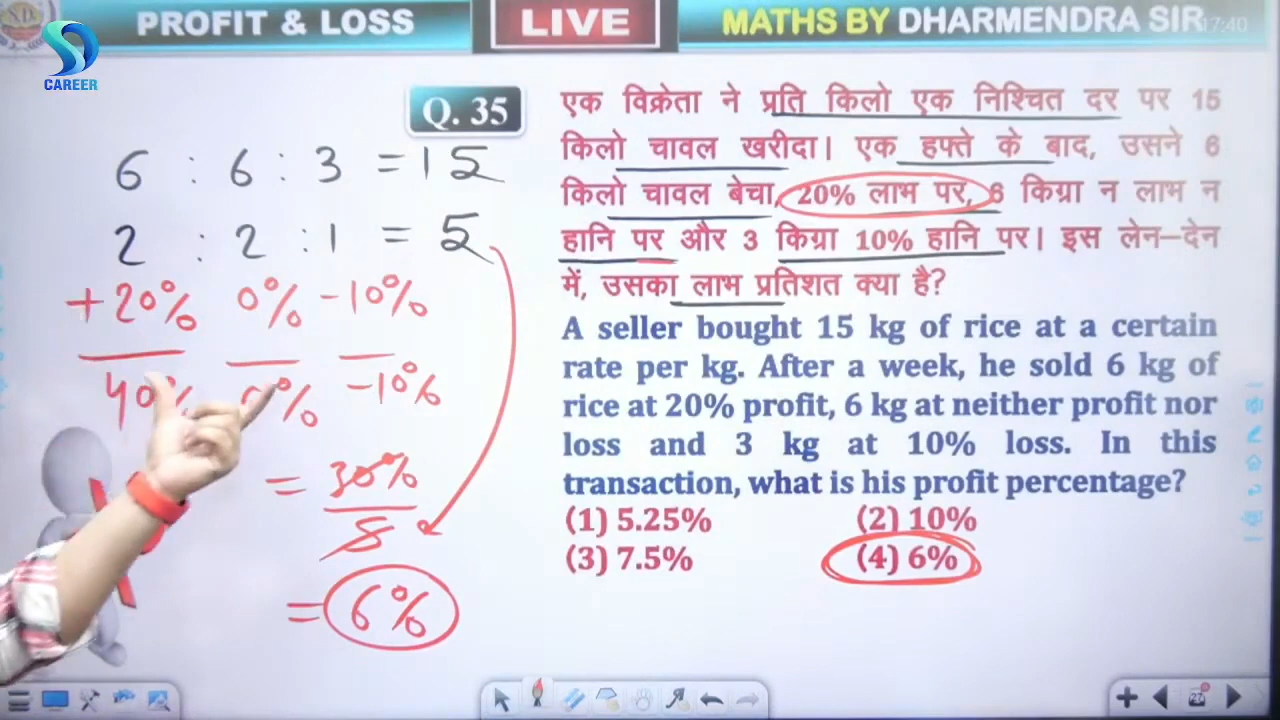 PROFIT & LOSS
LIVE
MATHS BY DHARMENDRA SIR
17:40
CAREER
Q. 35
एक विक्रेता ने प्रति किलो एक निश्चित दर पर 15
किलो चावल खरीदा। एक हफ्ते के बाद, उसने 6
किलो चावल बेचा, 20% लाभ पर, 6 किग्रा न लाभ न
हानि पर और 3 किग्रा 10% हानि पर। इस लेन–देन
में, उसका लाभ प्रतिशत क्या है?
A seller bought 15 kg of rice at a certain
rate per kg. After a week, he sold 6 kg of
rice at 20% profit, 6 kg at neither profit nor
loss and 3 kg at 10% loss. In this
transaction, what is his profit percentage?
(1) 5.25% (2) 10%
(3) 7.5% (4) 6%
6 : 6 : 3 = 15
2 : 2 : 1 = 5
+20% 0% -10%
40% 0% -10%
= 30%
5
= 6%
27